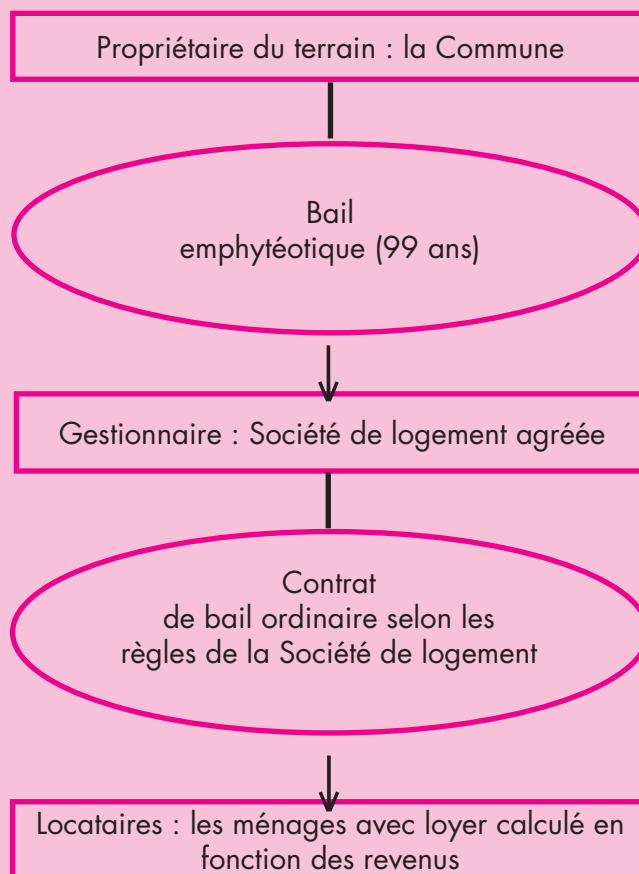 Propriétaire du terrain : la Commune
Bail
emphytéotique (99 ans)
Gestionnaire : Société de logement agréée
Contrat
de bail ordinaire selon les
règles de la Société de logement
Locataires : les ménages avec loyer calculé en
fonction des revenus